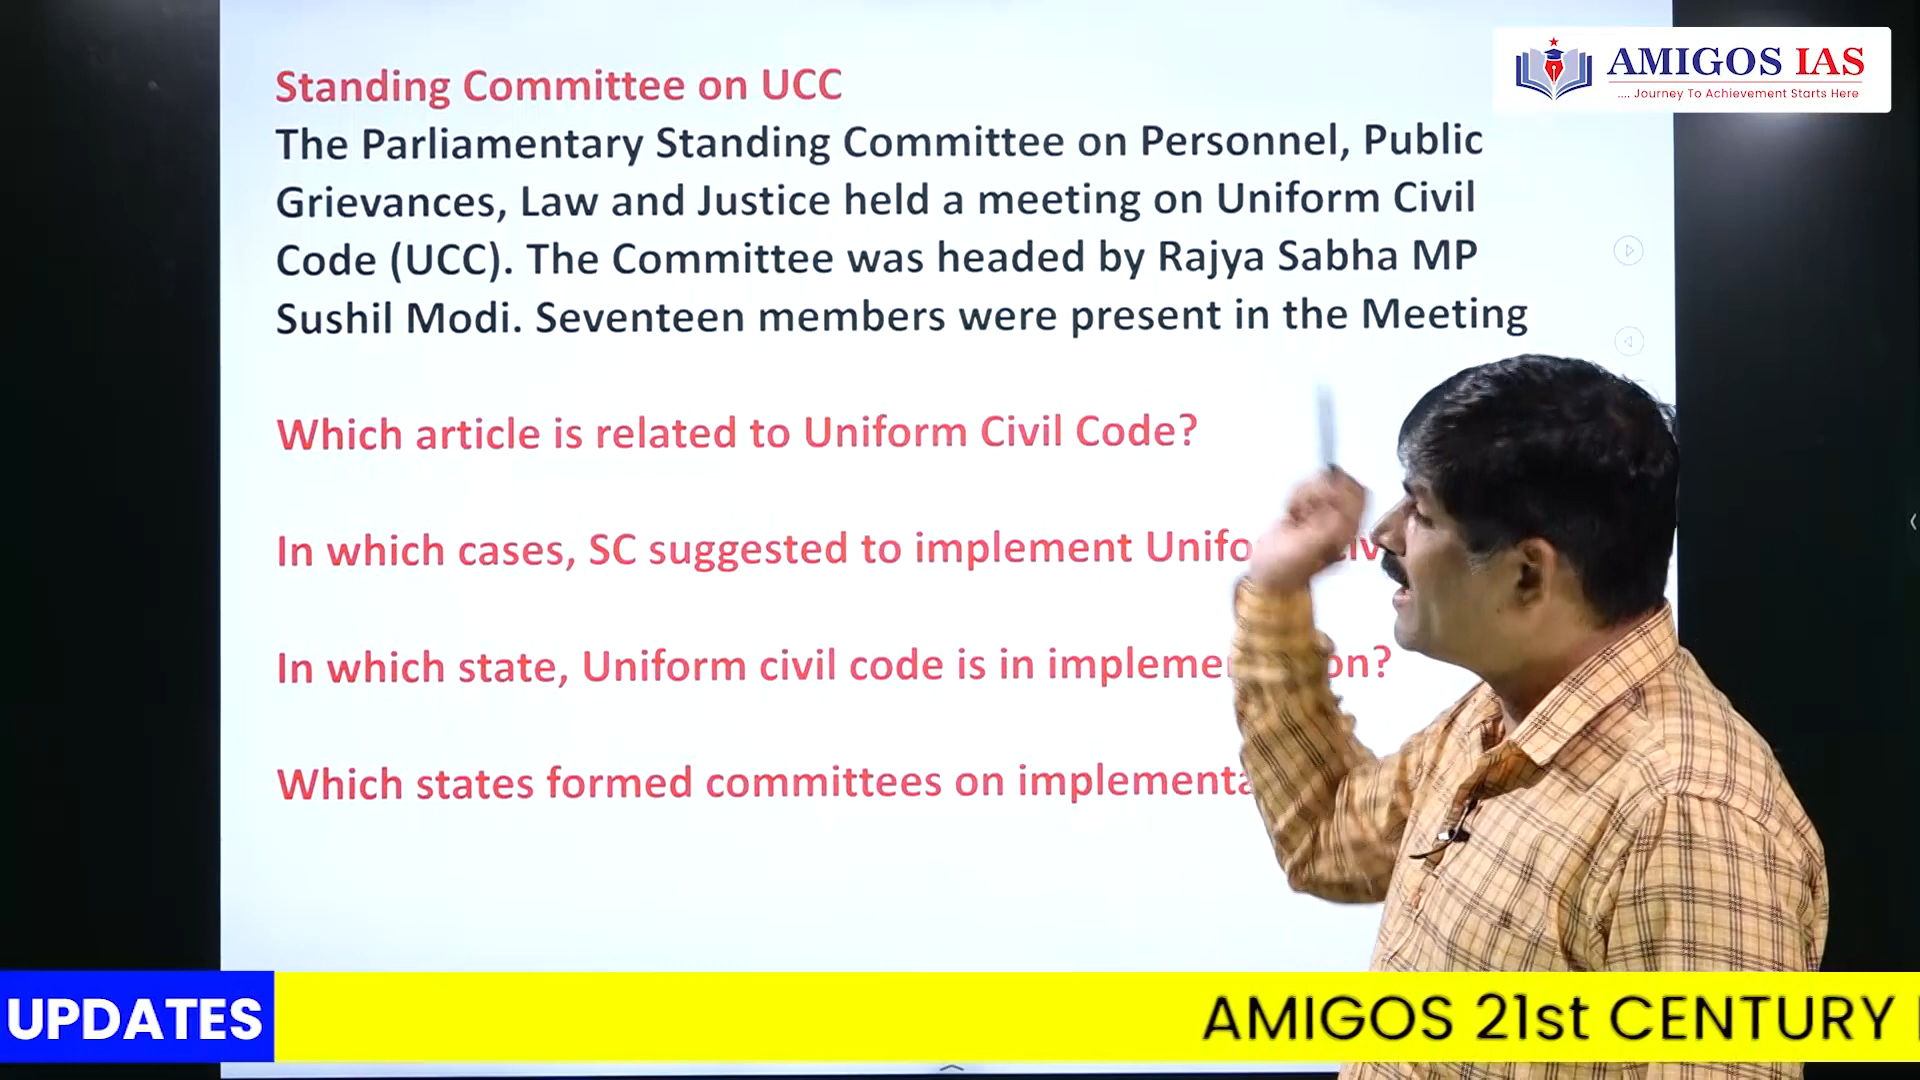 Standing Committee on UCC
AMIGOS IAS
.... Journey To Achievement Starts Here
The Parliamentary Standing Committee on Personnel, Public
Grievances, Law and Justice held a meeting on Uniform Civil
Code (UCC). The Committee was headed by Rajya Sabha MP
Sushil Modi. Seventeen members were present in the Meeting
Which article is related to Uniform Civil Code?
In which cases, SC suggested to implement
In which state, Uniform civil code is in
Which states formed committees on
UPDATES
AMIGOS 21st CENTURY